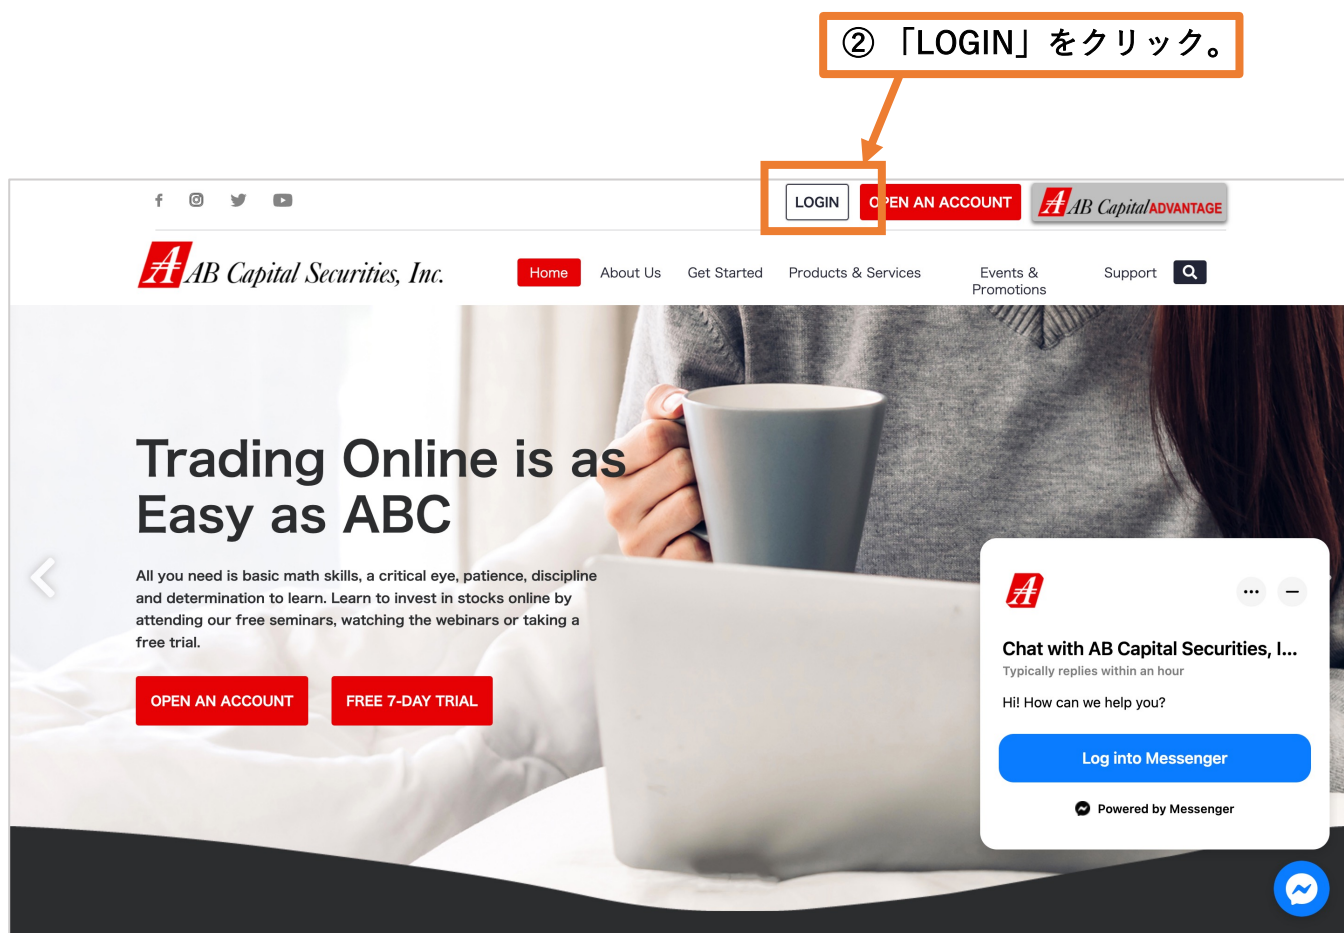 ② 「LOGIN」をクリック。
LOGIN
OPEN AN ACCOUNT
AB Capital ADVANTAGE
AB Capital Securities, Inc.
Home
About Us
Get Started
Products & Services
Events &
Promotions
Support
Trading Online is as
Easy as ABC
All you need is basic math skills, a critical eye, patience, discipline
and determination to learn. Learn to invest in stocks online by
attending our free seminars, watching the webinars or taking a
free trial.
OPEN AN ACCOUNT
FREE 7-DAY TRIAL
Chat with AB Capital Securities, I...
Typically replies within an hour
Hi! How can we help you?
Log into Messenger
Powered by Messenger